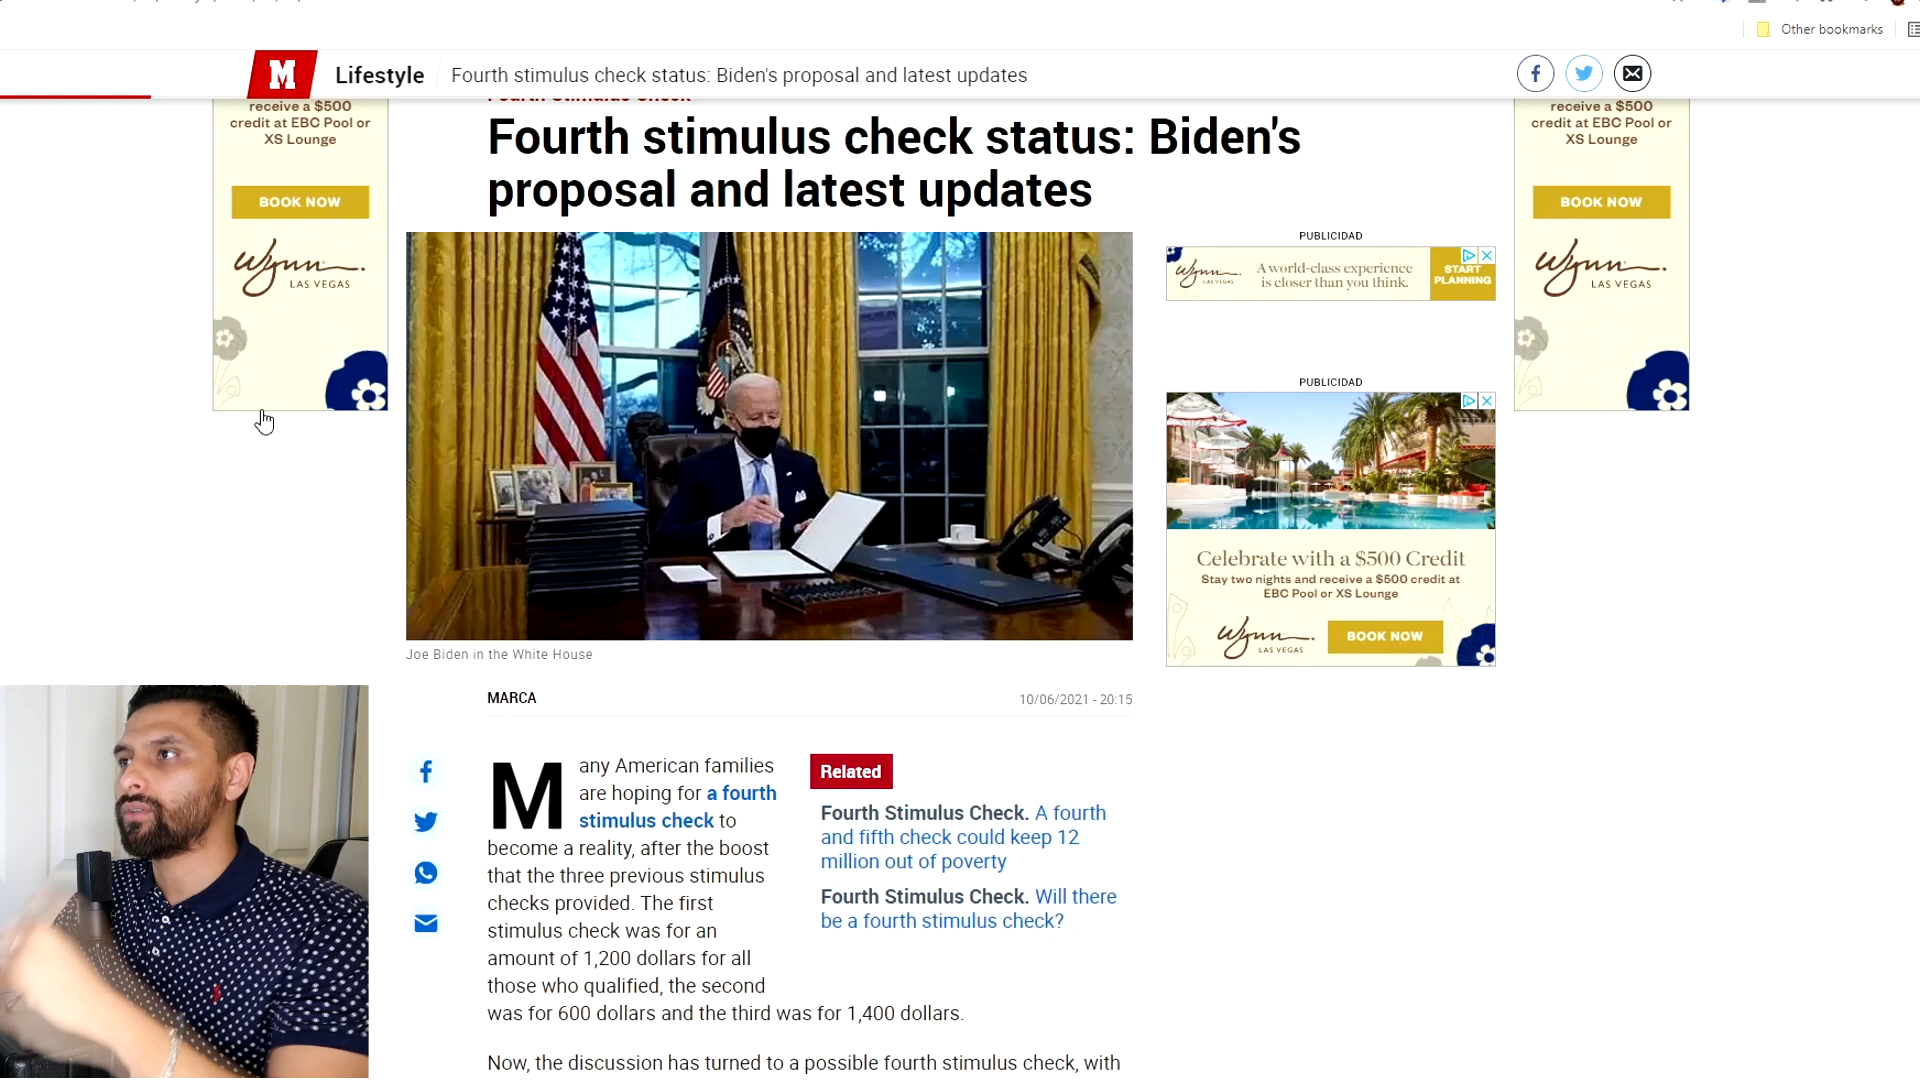 Other bookmarks
M
Lifestyle
Fourth stimulus check status: Biden's proposal and latest updates
receive a $500
credit at EBC Pool or
XS Lounge
BOOK NOW
Wynn
LAS VEGAS
Fourth Stimulus Check
Fourth stimulus check status: Biden's
proposal and latest updates
Joe Biden in the White House
MARCA
10/06/2021 - 20:15
Many American families
are hoping for a fourth
stimulus check to
become a reality, after the boost
that the three previous stimulus
checks provided. The first
stimulus check was for an
amount of 1,200 dollars for all
those who qualified, the second
was for 600 dollars and the third was for 1,400 dollars.
Now, the discussion has turned to a possible fourth stimulus check, with
Related
Fourth Stimulus Check. A fourth
and fifth check could keep 12
million out of poverty
Fourth Stimulus Check. Will there
be a fourth stimulus check?
PUBLICIDAD
Wynn
LAS VEGAS
A world-class experience
is closer than you think.
START
PLANNING
PUBLICIDAD
Celebrate with a $500 Credit
Stay two nights and receive a $500 credit at
EBC Pool or XS Lounge
Wynn
LAS VEGAS
BOOK NOW
receive a $500
credit at EBC Pool or
XS Lounge
BOOK NOW
Wynn
LAS VEGAS